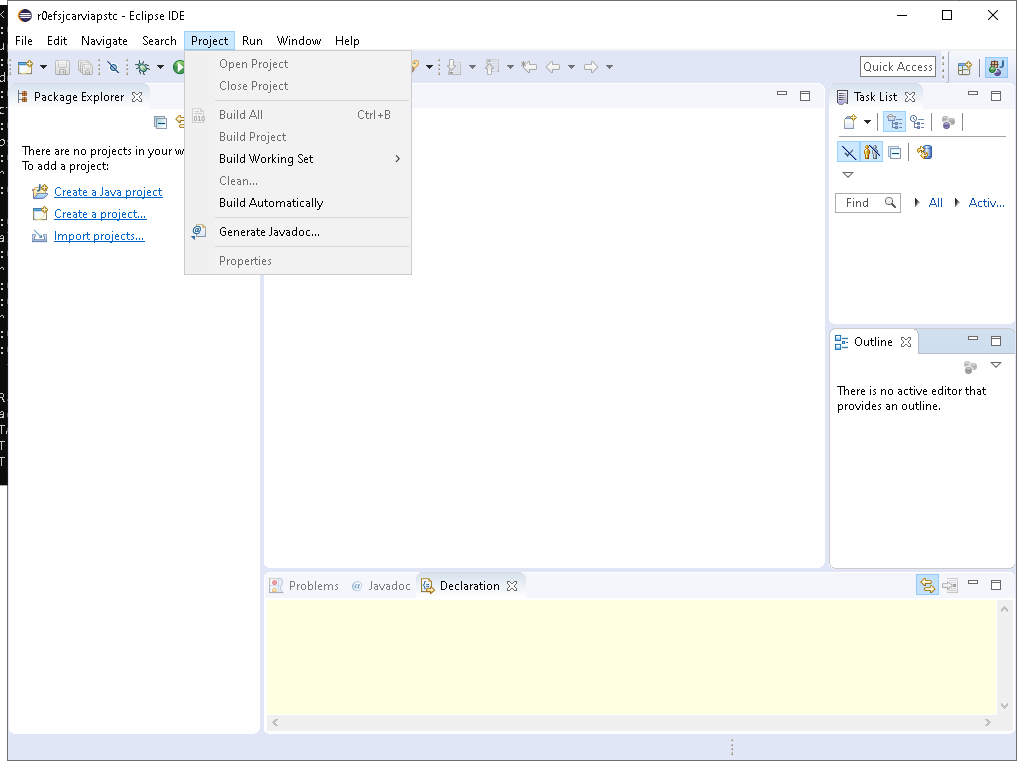 r0efsjcarviapstc - Eclipse IDE
File Edit Navigate Search Project Run Window Help
Quick Access
Open Project
Close Project
Build All Ctrl+B
Build Project
Build Working Set
Clean...
Build Automatically
Generate Javadoc...
Properties
Package Explorer
There are no projects in your w
To add a project:
Create a Java project
Create a project...
Import projects...
Task List
Find All Activ...
Outline
There is no active editor that
provides an outline.
Problems @ Javadoc Declaration